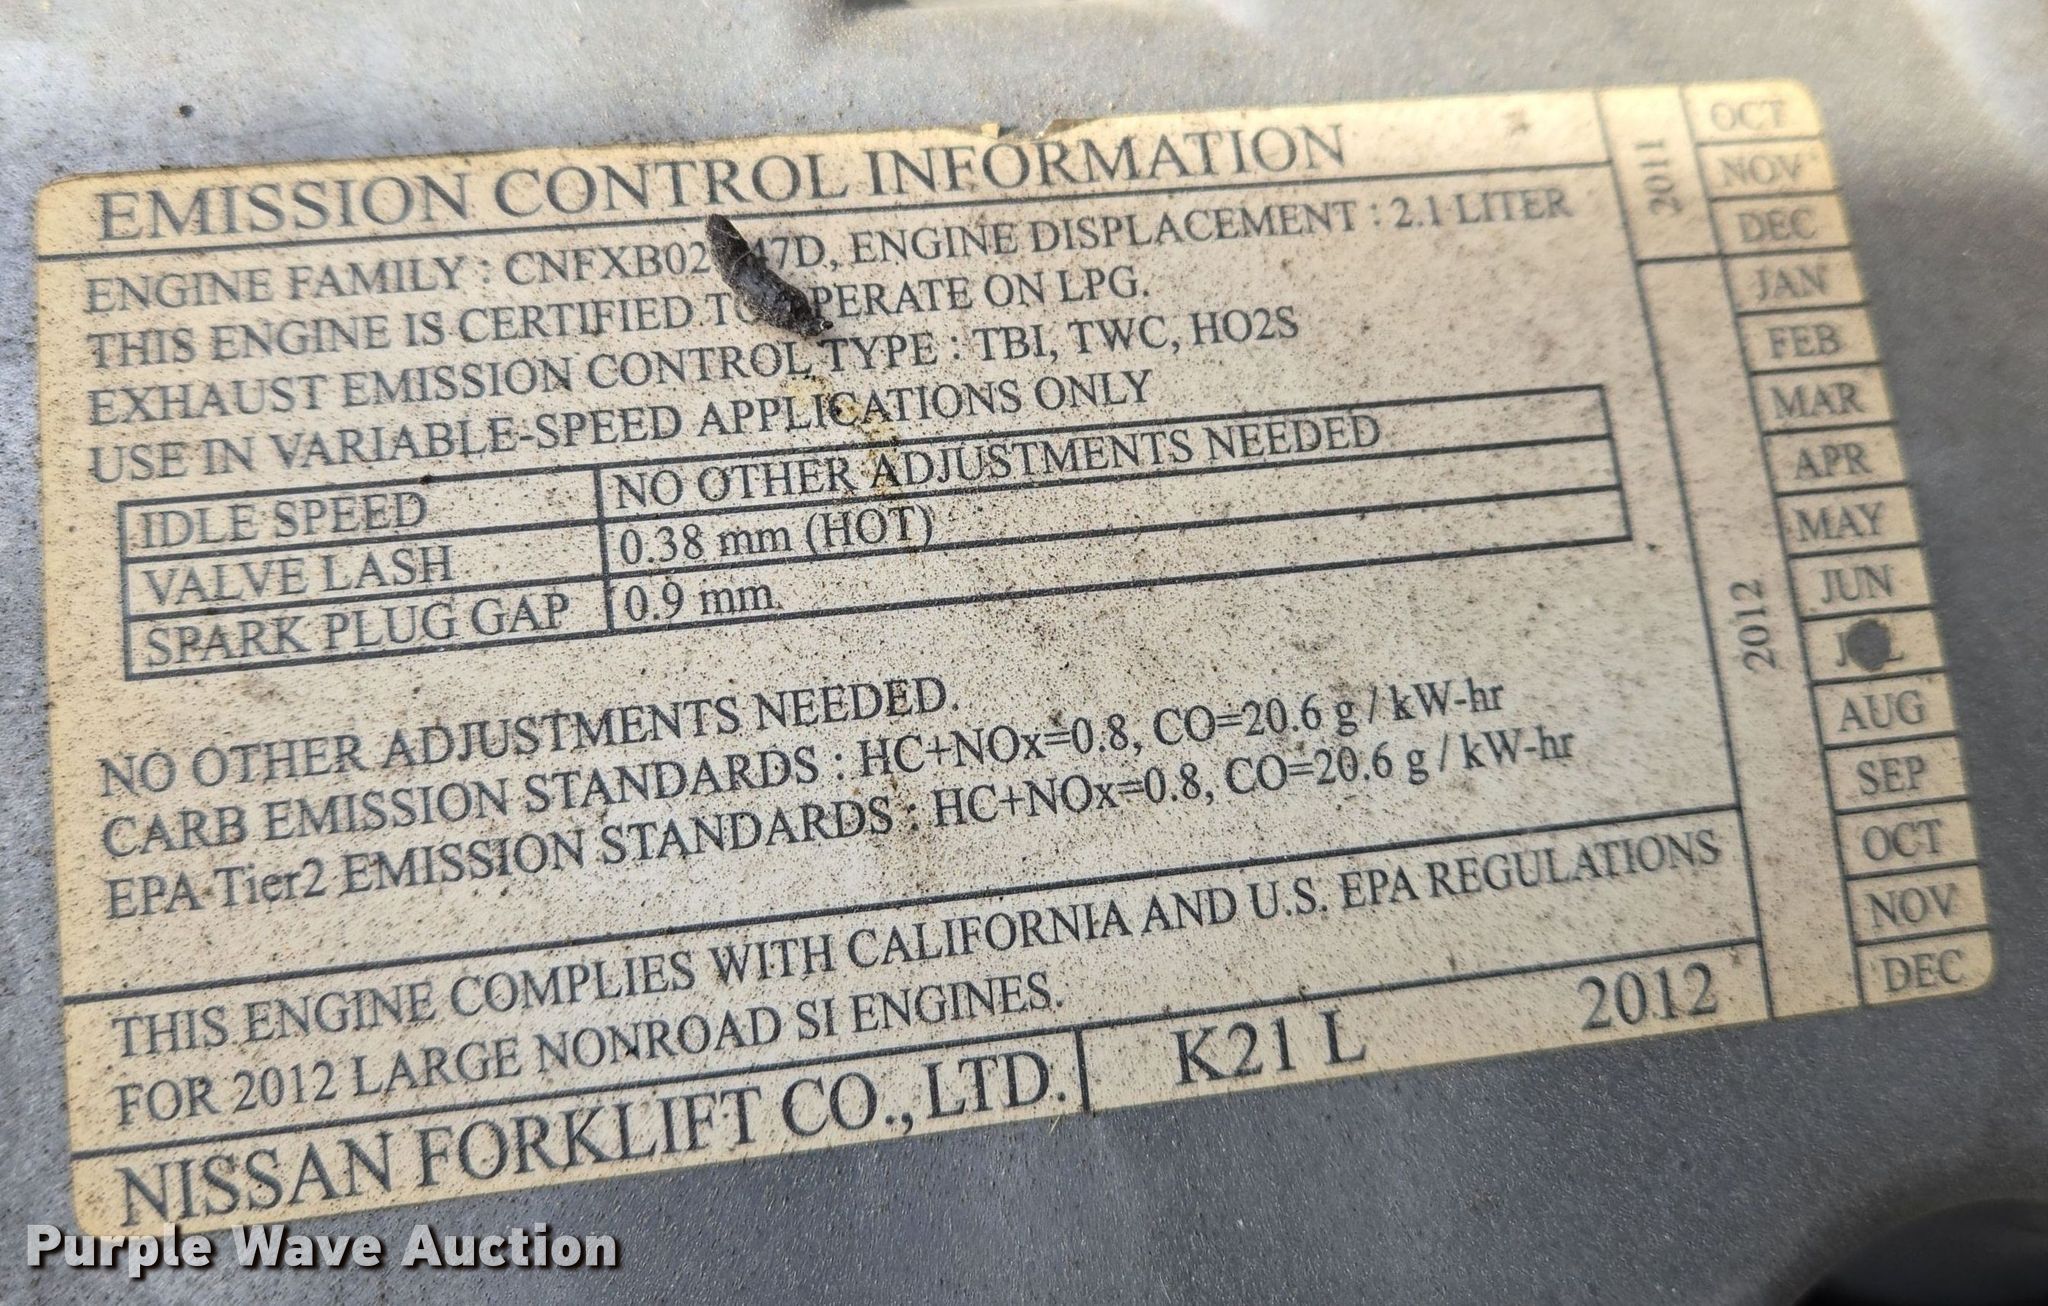 EMISSION CONTROL INFORMATION
ENGINE FAMILY : ENGINE DISPLACEMENT : 2.1 LITER
THIS ENGINE IS CERTIFIED TO OPERATE ON LPG.
EXHAUST EMISSION CONTROL TYPE : TBI, TWC, HO2S
USE IN VARIABLE-SPEED APPLICATIONS ONLY
IDLE SPEED NO OTHER ADJUSTMENTS NEEDED
VALVE LASH 0.38 mm (HOT)
SPARK PLUG GAP 0.9 mm
NO OTHER ADJUSTMENTS NEEDED.
CARB EMISSION STANDARDS : HC+NOx=0.8, CO=20.6 g / kW-hr
EPA Tier2 EMISSION STANDARDS : HC+NOx=0.8, CO=20.6 g / kW-hr
THIS ENGINE COMPLIES WITH CALIFORNIA AND U.S. EPA REGULATIONS
FOR 2012 LARGE NONROAD SI ENGINES.
NISSAN FORKLIFT CO., LTD. K21 L 2012
2011
OCT
NOV
DEC
2012
JAN
FEB
MAR
APR
MAY
JUN
JUL
AUG
SEP
OCT
NOV
DEC
Purple Wave Auction